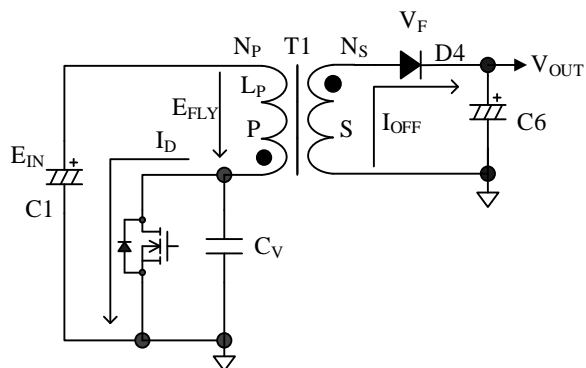 V_F
N_P T1 N_S D4
V_OUT
L_P
E_FLY
P S I_OFF C6
I_D
E_IN
+
+
C1
C_V